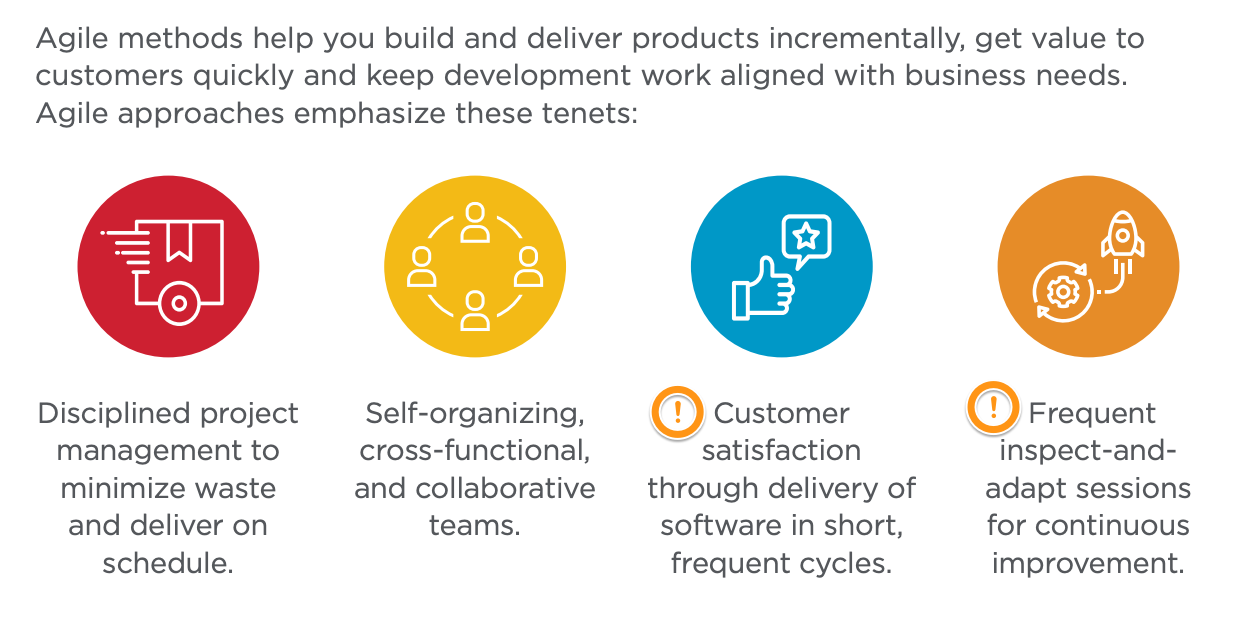 Agile methods help you build and deliver products incrementally, get value to
customers quickly and keep development work aligned with business needs.
Agile approaches emphasize these tenets:
Disciplined project
management to
minimize waste
and deliver on
schedule.
Self-organizing,
cross-functional,
and collaborative
teams.
! Customer
satisfaction
through delivery of
software in short,
frequent cycles.
! Frequent
inspect-and-
adapt sessions
for continuous
improvement.